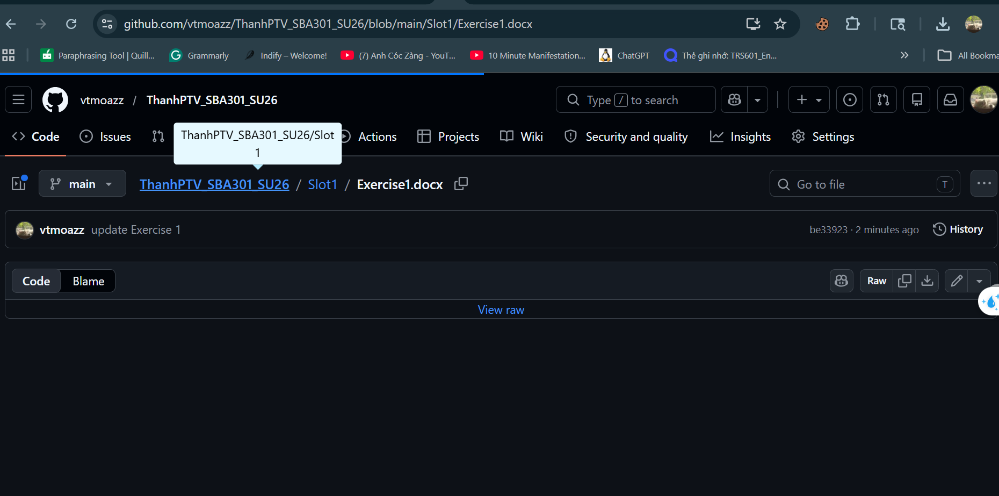 github.com/vtmoazz/ThanhPTV_SBA301_SU26/blob/main/Slot1/Exercise1.docx
Paraphrasing Tool | Quill... Grammarly Indify – Welcome! (7) Anh Cóc Zàng - YouT... 10 Minute Manifestation... ChatGPT Thẻ ghi nhớ: TRS601_En... » All Bookma
vtmoazz / ThanhPTV_SBA301_SU26 Type / to search
Code Issues Actions Projects Wiki Security and quality Insights Settings
ThanhPTV_SBA301_SU26/Slot
1
main ThanhPTV_SBA301_SU26 / Slot1 / Exercise1.docx Go to file T
vtmoazz update Exercise 1 be33923 · 2 minutes ago History
Code Blame Raw
View raw